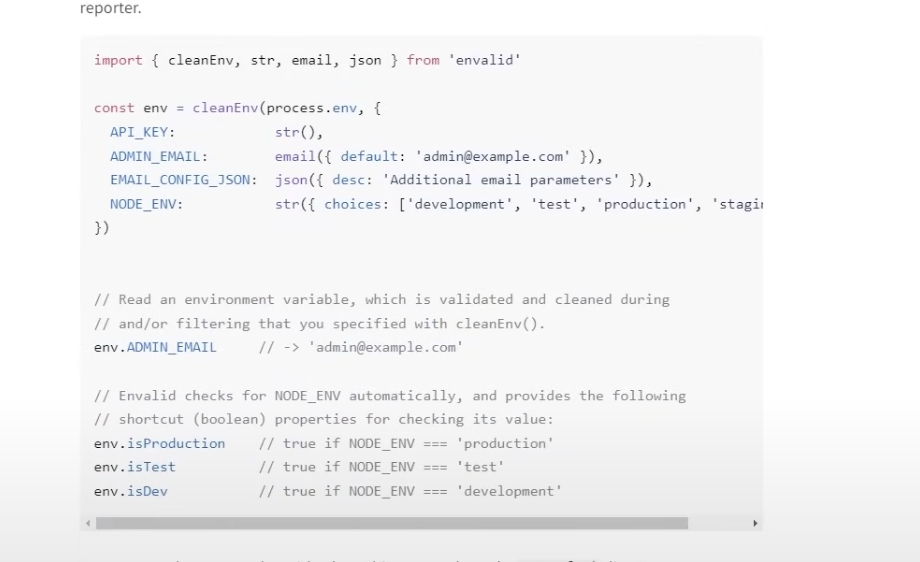 reporter.
import { cleanEnv, str, email, json } from 'envalid'
const env = cleanEnv(process.env, {
API_KEY: str(),
ADMIN_EMAIL: email({ default: 'admin@example.com' }),
EMAIL_CONFIG_JSON: json({ desc: 'Additional email parameters' }),
NODE_ENV: str({ choices: ['development', 'test', 'production', 'stagin
})
// Read an environment variable, which is validated and cleaned during
// and/or filtering that you specified with cleanEnv().
env.ADMIN_EMAIL // -> 'admin@example.com'
// Envalid checks for NODE_ENV automatically, and provides the following
// shortcut (boolean) properties for checking its value:
env.isProduction // true if NODE_ENV === 'production'
env.isTest // true if NODE_ENV === 'test'
env.isDev // true if NODE_ENV === 'development'